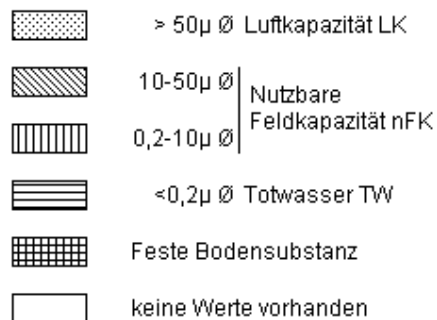 > 50µ Ø Luftkapazität LK
10-50µ Ø
Nutzbare
Feldkapazität nFK
0,2-10µ Ø
<0,2µ Ø Totwasser TW
Feste Bodensubstanz
keine Werte vorhanden